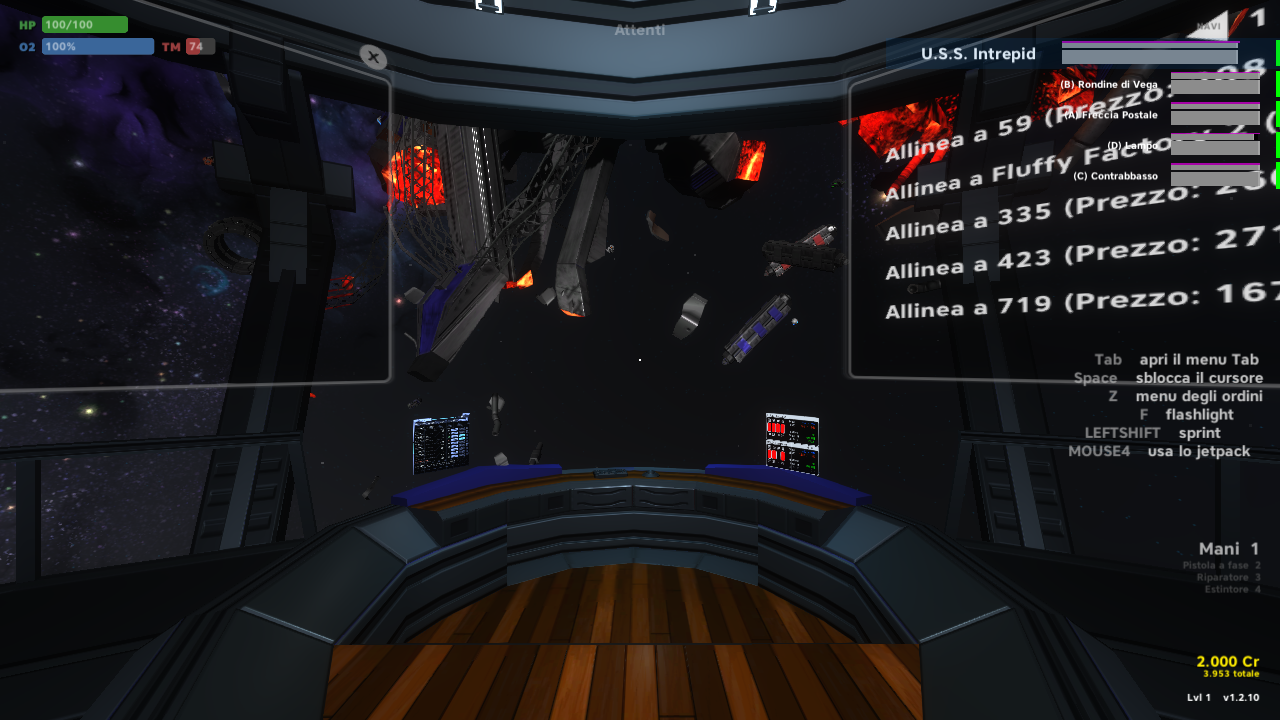 HP 100/100
O2 100% TM 74
Attenti
NAVI
1
U.S.S. Intrepid
(B) Rondine di Vega
(A) Freccia Postale
(D) Lampo
(C) Contrabbasso
Allinea a 59 (Prezzo:
Allinea a Fluffy Factory
Allinea a 335 (Prezzo:
Allinea a 423 (Prezzo: 271
Allinea a 719 (Prezzo: 167
Tab apri il menu Tab
Space sblocca il cursore
Z menu degli ordini
F flashlight
LEFTSHIFT sprint
MOUSE4 usa lo jetpack
Mani 1
Pistola a fase 2
Riparatore 3
Estintore 4
2.000 Cr
3.953 totale
Lvl 1 v1.2.10